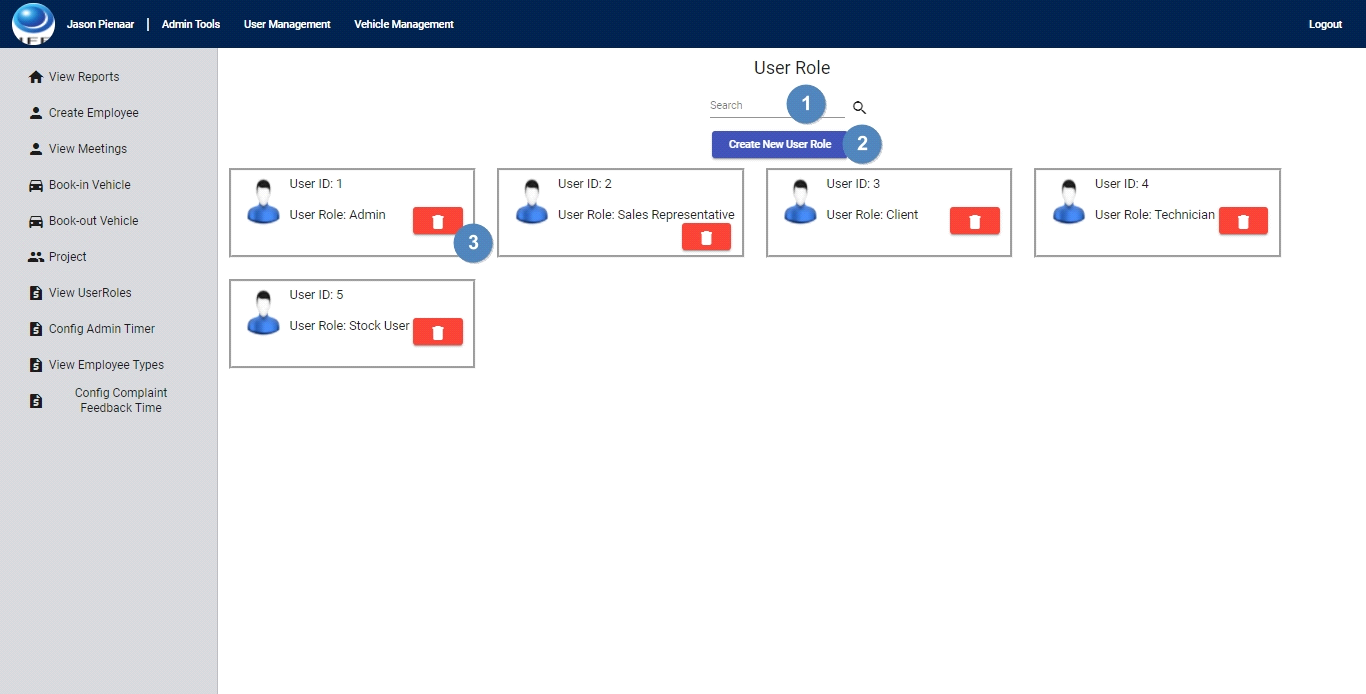 Jason Pienaar | Admin Tools User Management Vehicle Management Logout
View Reports
Create Employee
View Meetings
Book-in Vehicle
Book-out Vehicle
Project
View UserRoles
Config Admin Timer
View Employee Types
Config Complaint
Feedback Time
User Role
Search 1
Create New User Role 2
User ID: 1
User Role: Admin
3
User ID: 2
User Role: Sales Representative
User ID: 3
User Role: Client
User ID: 4
User Role: Technician
User ID: 5
User Role: Stock User